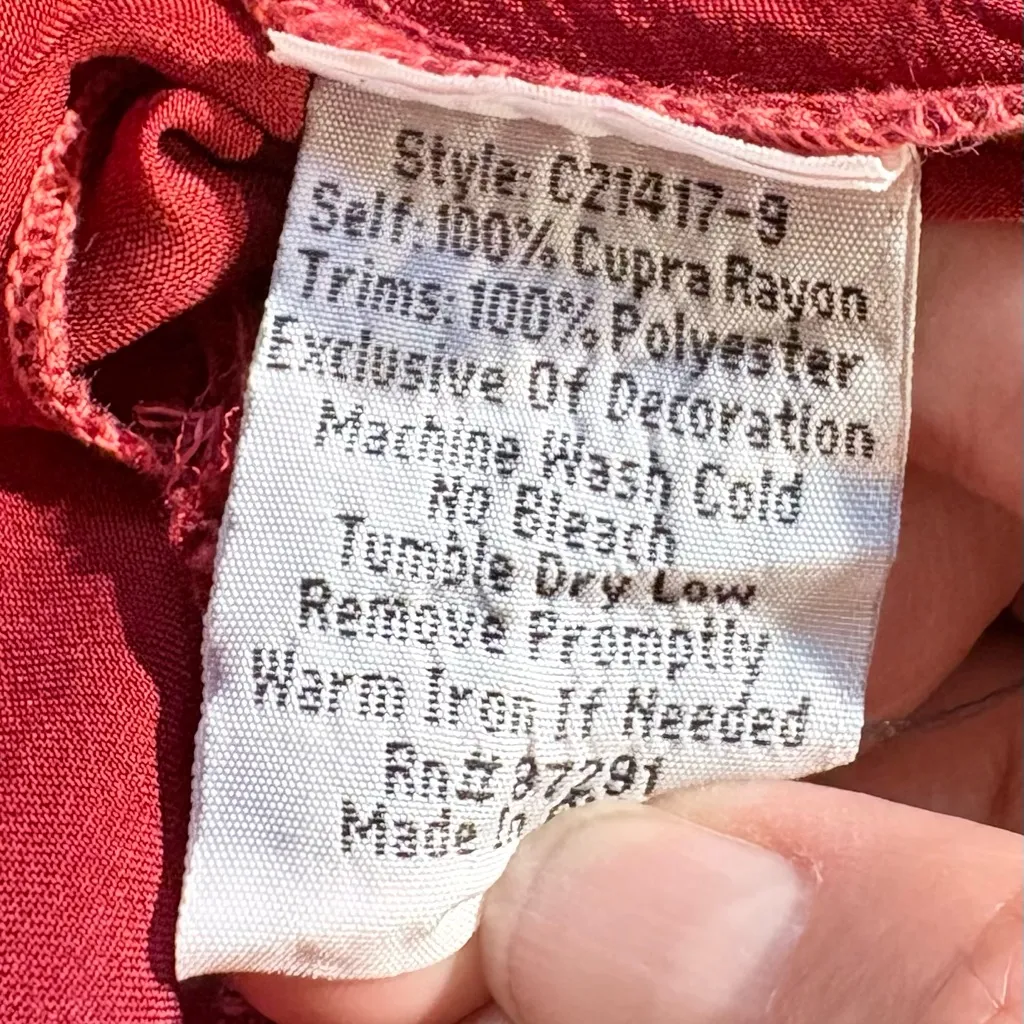 Style: C21417-9
Self: 100% Cupra Rayon
Trims: 100% Polyester
Exclusive Of Decoration
Machine Wash Cold
No Bleach
Tumble Dry Low
Remove Promptly
Warm Iron If Needed
Rn# 87291
Made In